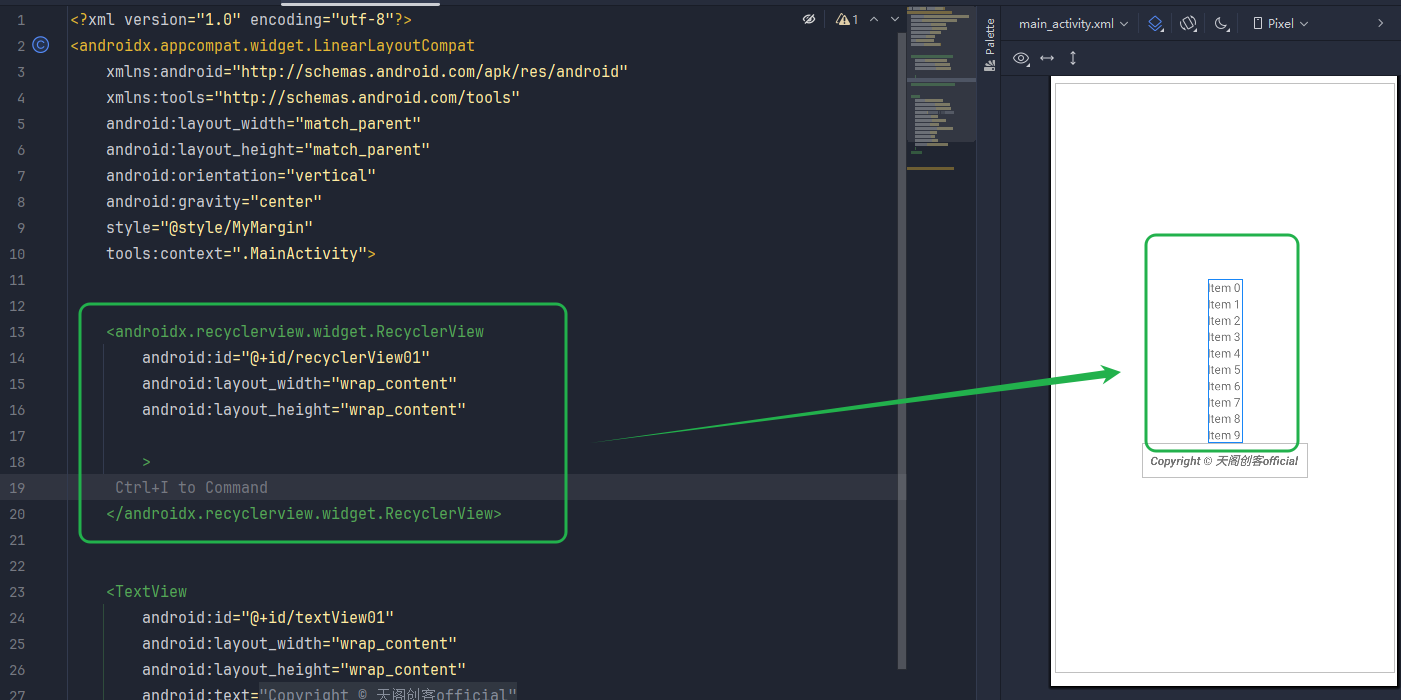 1 <?xml version="1.0" encoding="utf-8"?>
2 <androidx.appcompat.widget.LinearLayoutCompat
3 xmlns:android="http://schemas.android.com/apk/res/android"
4 xmlns:tools="http://schemas.android.com/tools"
5 android:layout_width="match_parent"
6 android:layout_height="match_parent"
7 android:orientation="vertical"
8 android:gravity="center"
9 style="@style/MyMargin"
10 tools:context=".MainActivity">
11
12
13 <androidx.recyclerview.widget.RecyclerView
14 android:id="@+id/recyclerView01"
15 android:layout_width="wrap_content"
16 android:layout_height="wrap_content"
17
18 >
19 Ctrl+I to Command
20 </androidx.recyclerview.widget.RecyclerView>
21
22
23 <TextView
24 android:id="@+id/textView01"
25 android:layout_width="wrap_content"
26 android:layout_height="wrap_content"
27 android:text="Copyright © 天阁创客official"
1
Palette
main_activity.xml
Pixel
Item 0
Item 1
Item 2
Item 3
Item 4
Item 5
Item 6
Item 7
Item 8
Item 9
Copyright © 天阁创客official